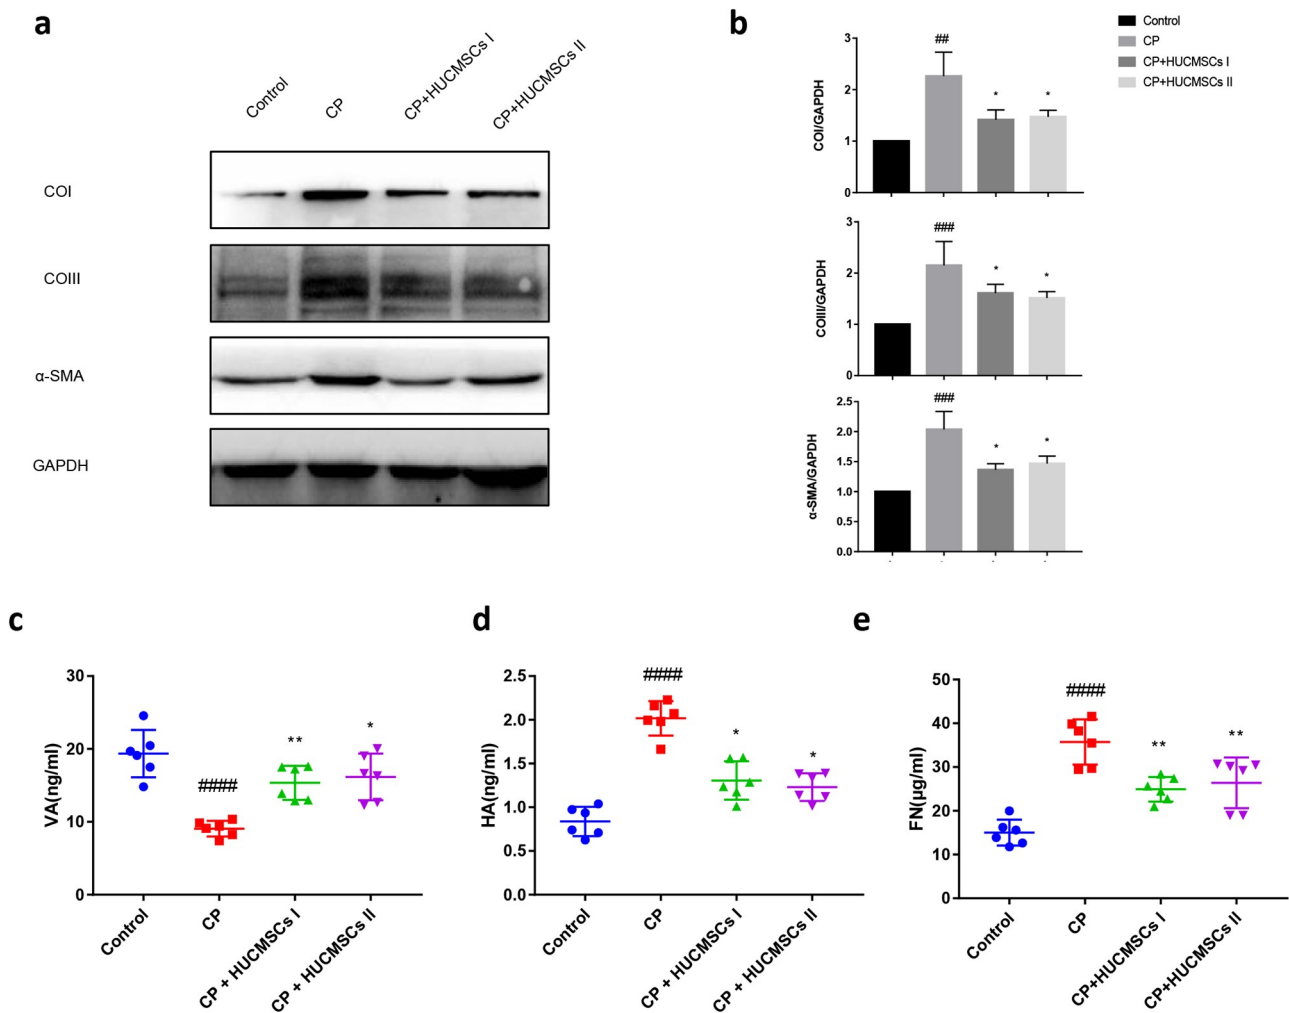 a
Control
CP
CP+HUCMSCs I
CP+HUCMSCs II
COI
COIII
α-SMA
GAPDH
b
Control
CP
CP+HUCMSCs I
CP+HUCMSCs II
COI/GAPDH
3
2
1
0
##
*
*
COIII/GAPDH
3
2
1
0
###
*
*
α-SMA/GAPDH
2.5
2.0
1.5
1.0
0.5
0.0
###
*
*
c
VA(ng/ml)
30
20
10
0
####
**
*
Control
CP
CP + HUCMSCs I
CP + HUCMSCs II
d
HA(ng/ml)
2.5
2.0
1.5
1.0
0.5
0.0
####
*
*
Control
CP
CP + HUCMSCs I
CP + HUCMSCs II
e
FN(μg/ml)
50
40
30
20
10
0
####
**
**
Control
CP
CP+HUCMSCs I
CP+HUCMSCs II